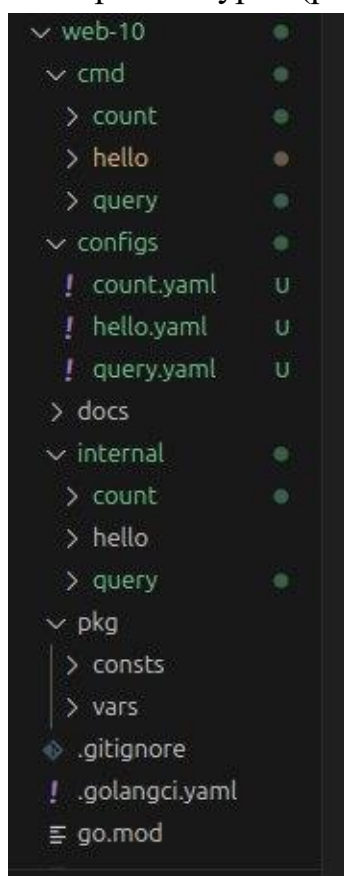 web-10
cmd
count
hello
query
configs
count.yaml U
hello.yaml U
query.yaml U
docs
internal
count
hello
query
pkg
consts
vars
.gitignore
.golangci.yaml
go.mod